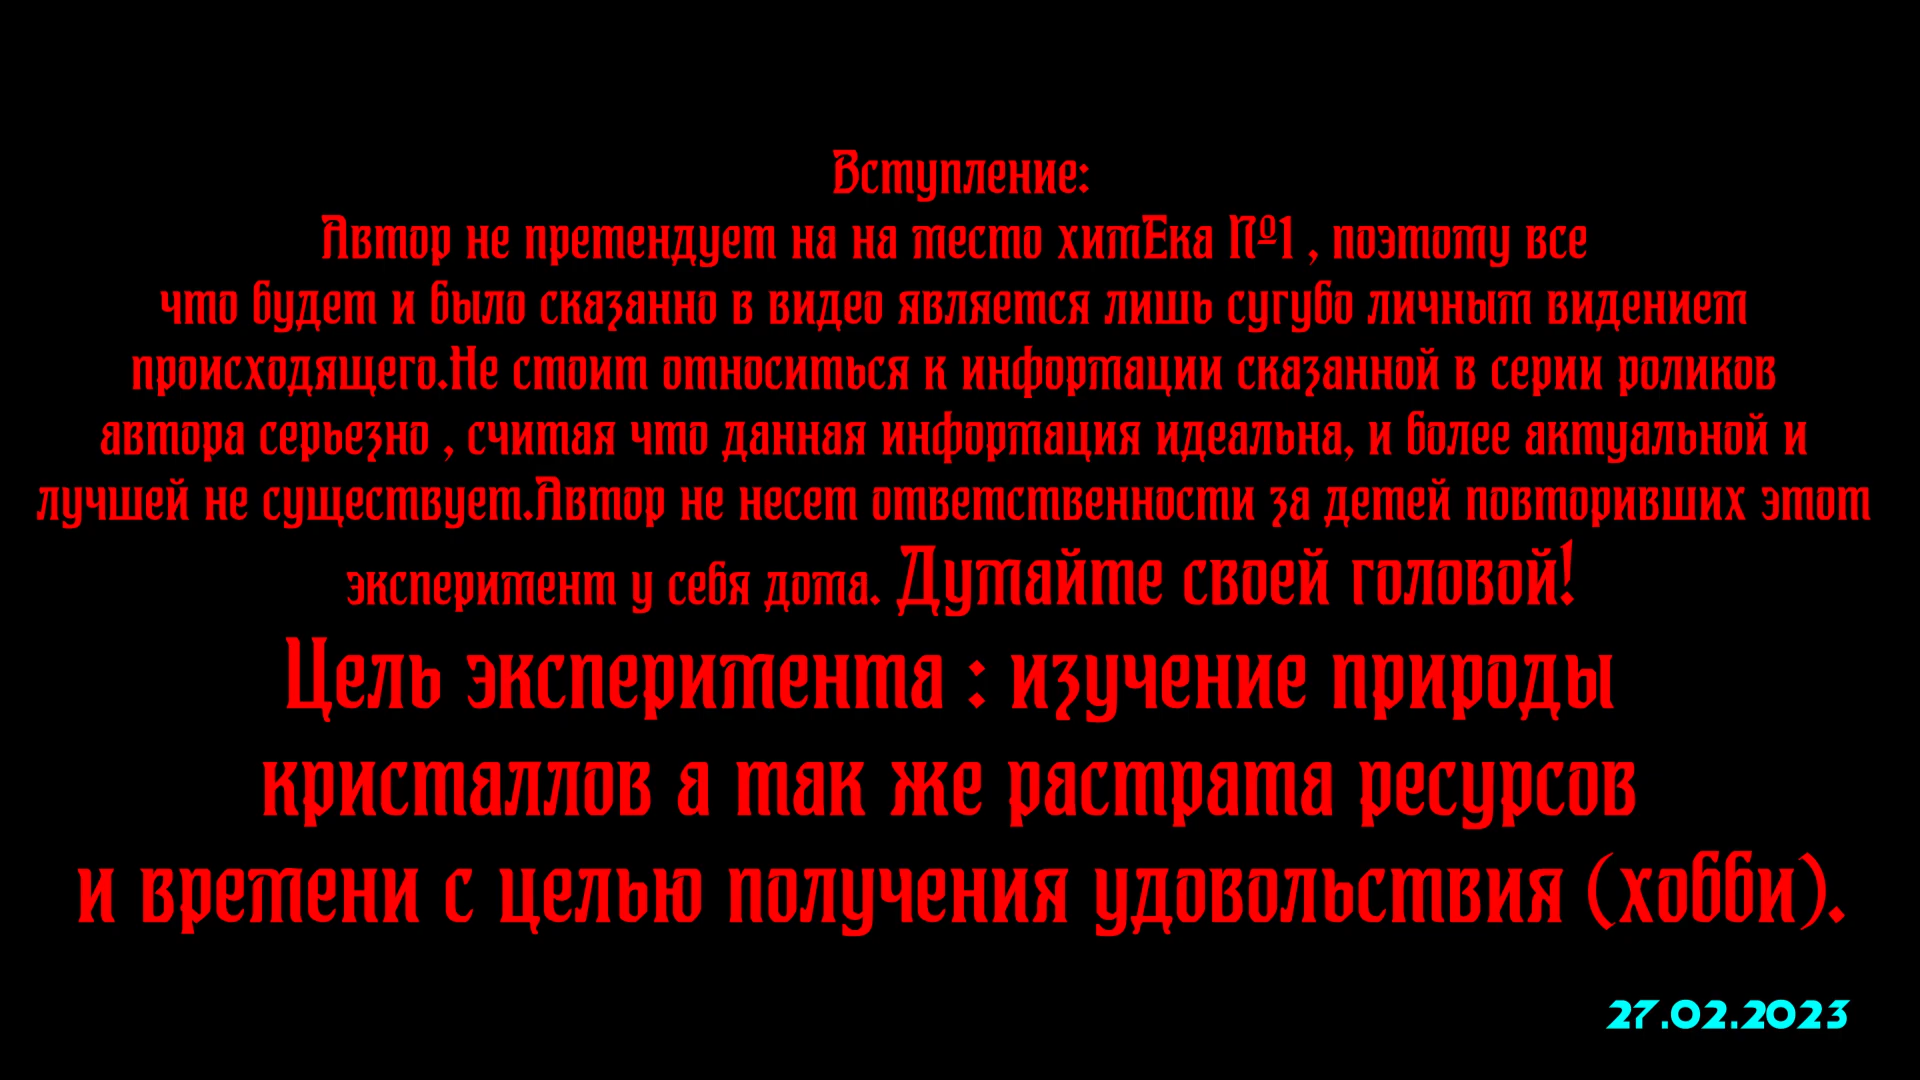 Вступление:
Автор не претендует на на место химЕка №1 , поэтому все
что будет и было сказанно в видео является лишь сугубо личным видением
происходящего.Не стоит относиться к информации сказанной в серии роликов
автора серьезно , считая что данная информация идеальна, и более актуальной и
лучшей не существует.Автор не несет ответственности за детей повторивших этот
эксперимент у себя дома. Думайте своей головой!
Цель эксперимента : изучение природы
кристаллов а так же растрата ресурсов
и времени с целью получения удовольствия (хобби).
27.02.2023